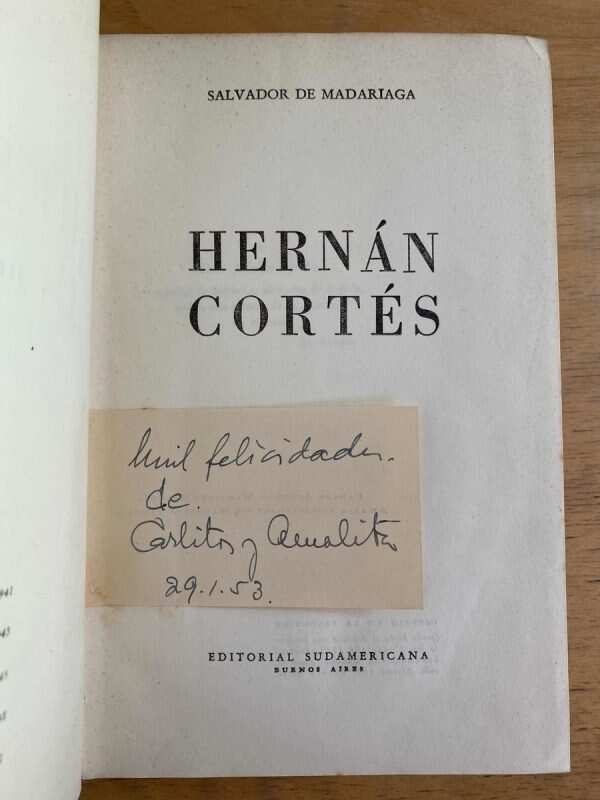 SALVADOR DE MADARIAGA
HERNÁN
CORTÉS
Mil felicidades.
de.
Carlitos y Amalita
29.1.53.
EDITORIAL SUDAMERICANA
BUENOS AIRES